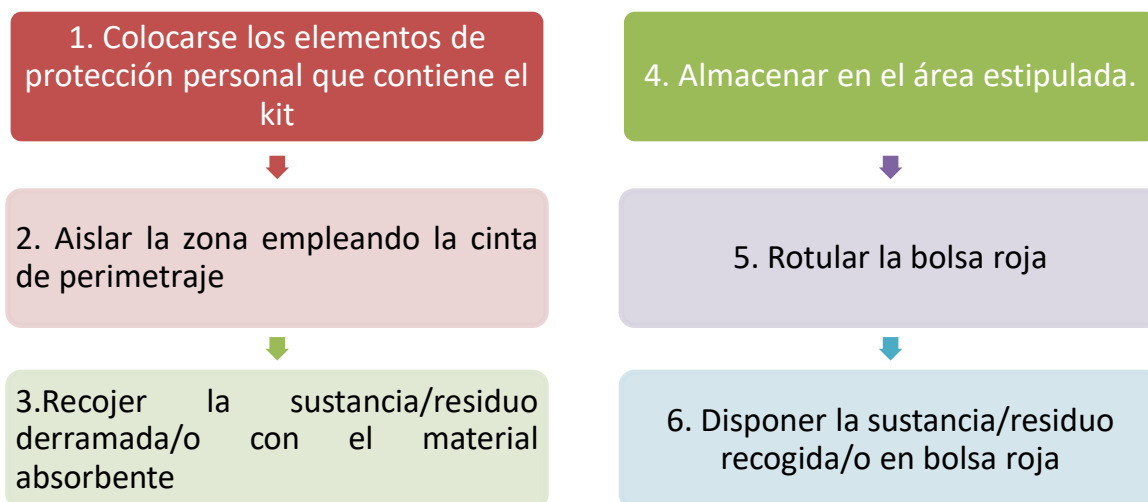 1. Colocarse los elementos de
protección personal que contiene el
kit
2. Aislar la zona empleando la cinta
de perimetraje
3.Recojer la sustancia/residuo
derramada/o con el material
absorbente
4. Almacenar en el área estipulada.
5. Rotular la bolsa roja
6. Disponer la sustancia/residuo
recogida/o en bolsa roja